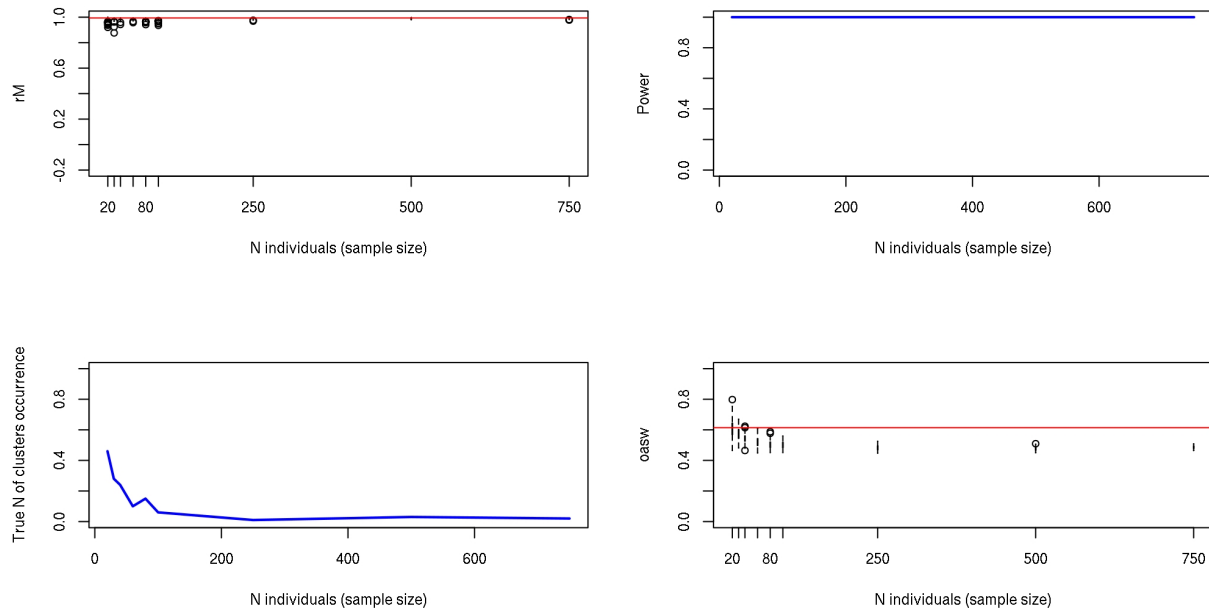 rM
1.0
0.6
0.2
-0.2
20 80 250 500 750
N individuals (sample size)
Power
0.8
0.4
0.0
0 200 400 600
N individuals (sample size)
True N of clusters occurrence
0.8
0.4
0.0
0 200 400 600
N individuals (sample size)
oasw
0.8
0.4
0.0
20 80 250 500 750
N individuals (sample size)